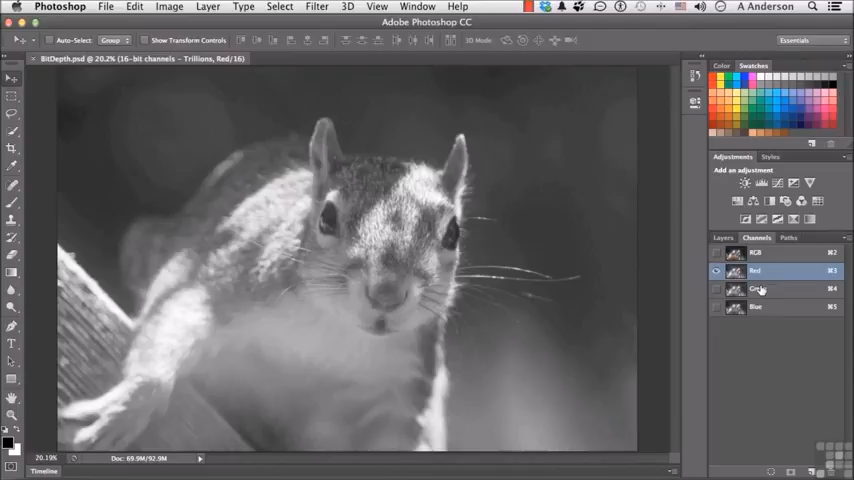 Photoshop File Edit Image Layer Type Select Filter 3D View Window Help A Anderson
Adobe Photoshop CC
Auto-Select: Group Show Transform Controls 3D Mode: Essentials
× BitDepth.psd @ 20.2% (16-bit channels - Trillions, Red/16)
Color Swatches
Adjustments Styles
Add an adjustment
Layers Channels Paths
RGB ⌘2
Red ⌘3
⌘4
Blue ⌘5
20.19% Doc: 69.9M/92.9M
Timeline